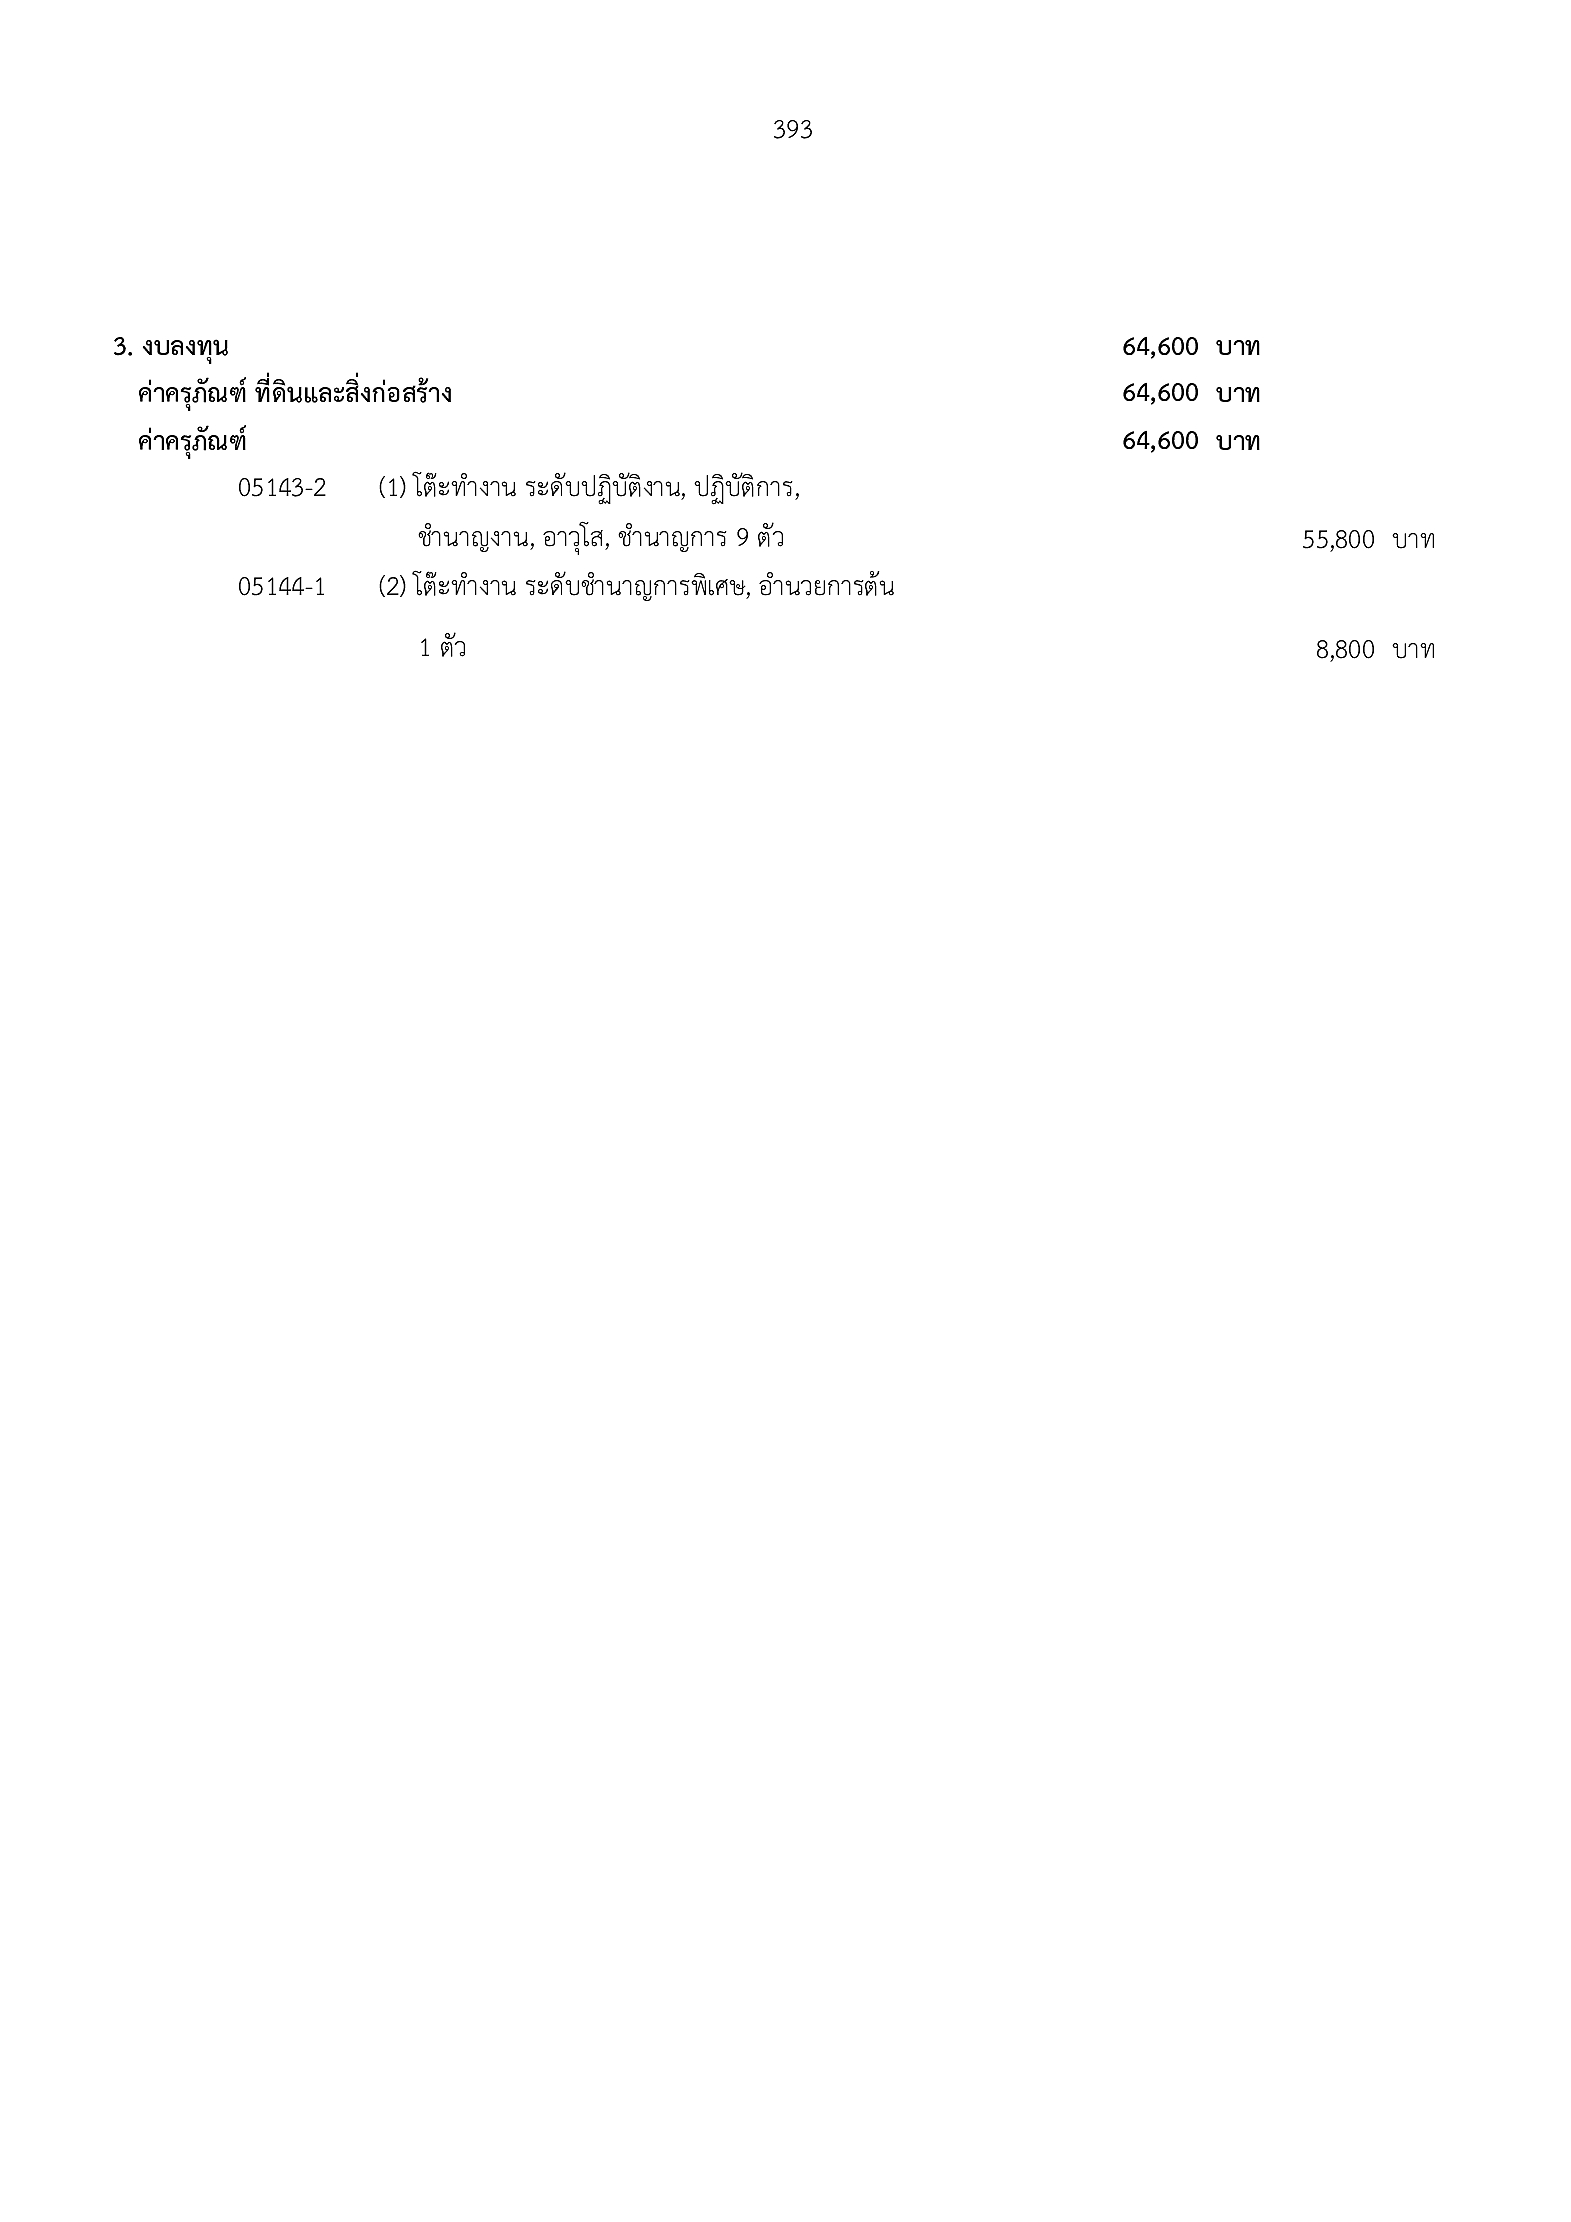 393
3. งบลงทุน 64,600 บาท
ค่าครุภัณฑ์ ที่ดินและสิ่งก่อสร้าง 64,600 บาท
ค่าครุภัณฑ์ 64,600 บาท
05143-2 (1) โต๊ะทำงาน ระดับปฏิบัติงาน, ปฏิบัติการ,
ชำนาญงาน, อาวุโส, ชำนาญการ 9 ตัว 55,800 บาท
05144-1 (2) โต๊ะทำงาน ระดับชำนาญการพิเศษ, อำนวยการต้น
1 ตัว 8,800 บาท